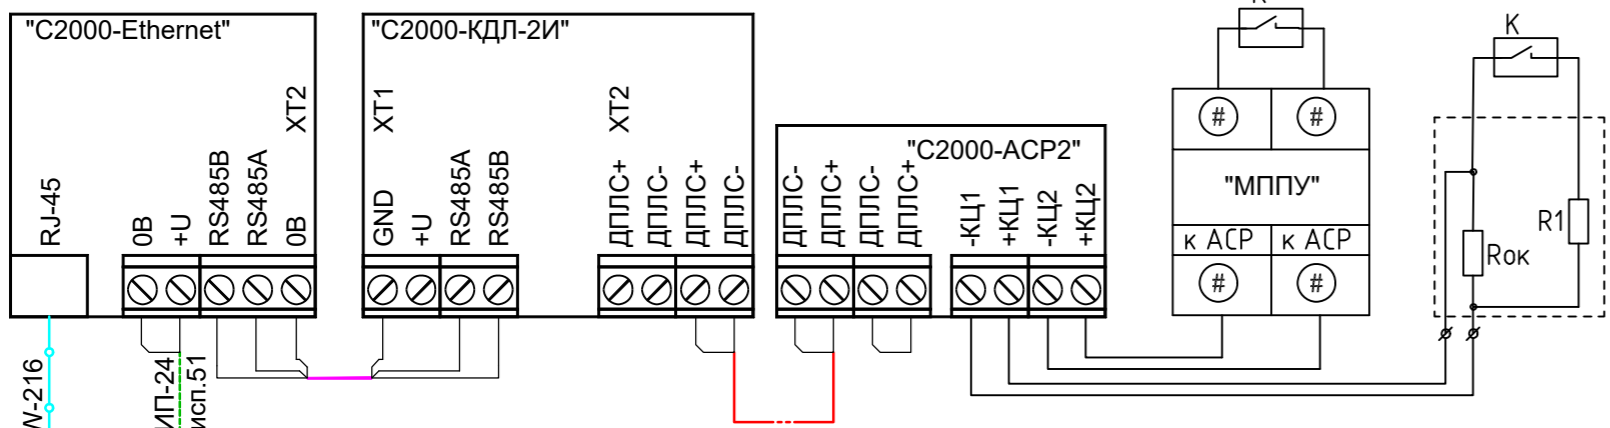 "С2000-Ethernet"
RJ-45
0В
+U
RS485B
RS485A
0В
XT2
W-216
ИП-24
исп.51
"С2000-КДЛ-2И"
XT1
GND
+U
RS485A
RS485B
XT2
ДПЛС+
ДПЛС-
ДПЛС+
ДПЛС-
"С2000-АСР2"
ДПЛС-
ДПЛС+
ДПЛС-
ДПЛС+
-КЦ1
+КЦ1
-КЦ2
+КЦ2
К
# #
"МППУ"
к АСР к АСР
# #
К
Rок
R1